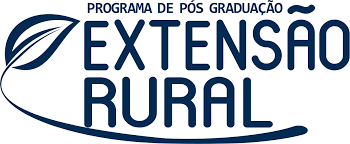 PROGRAMA DE PÓS GRADUAÇÃO
EXTENSÃO
RURAL